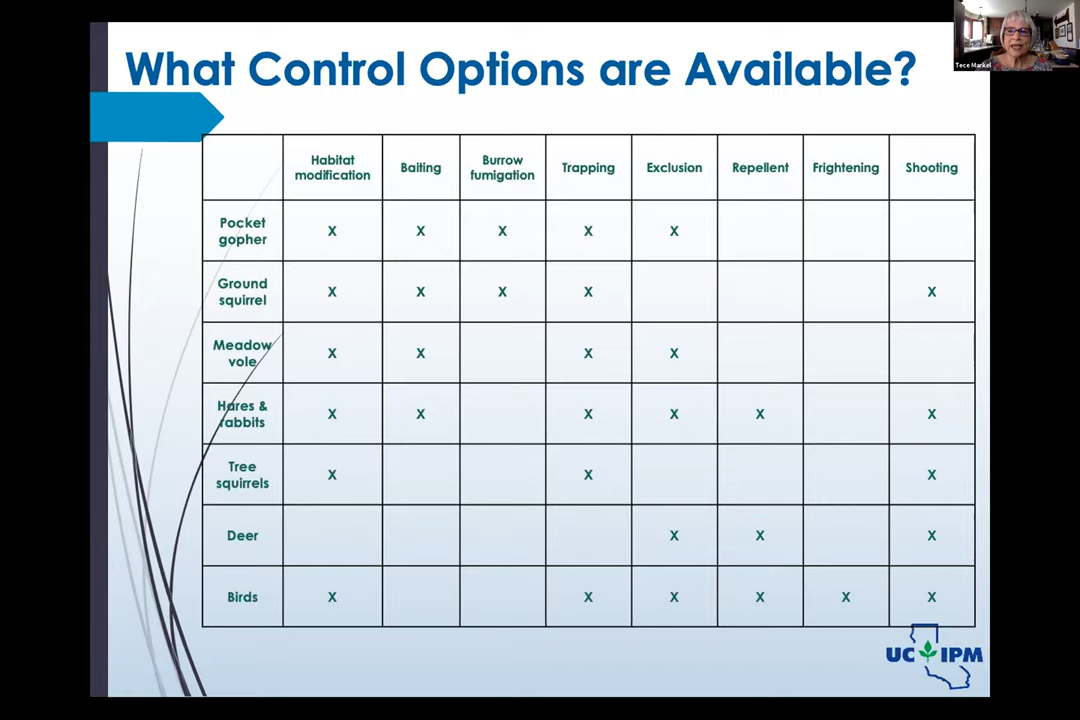 What Control Options are Available?
Tece Markel
Habitat modification Baiting Burrow fumigation Trapping Exclusion Repellent Frightening Shooting
Pocket gopher X X X X X
Ground squirrel X X X X X
Meadow vole X X X X
Hares & rabbits X X X X X X
Tree squirrels X X X
Deer X X X
Birds X X X X X X
UC IPM